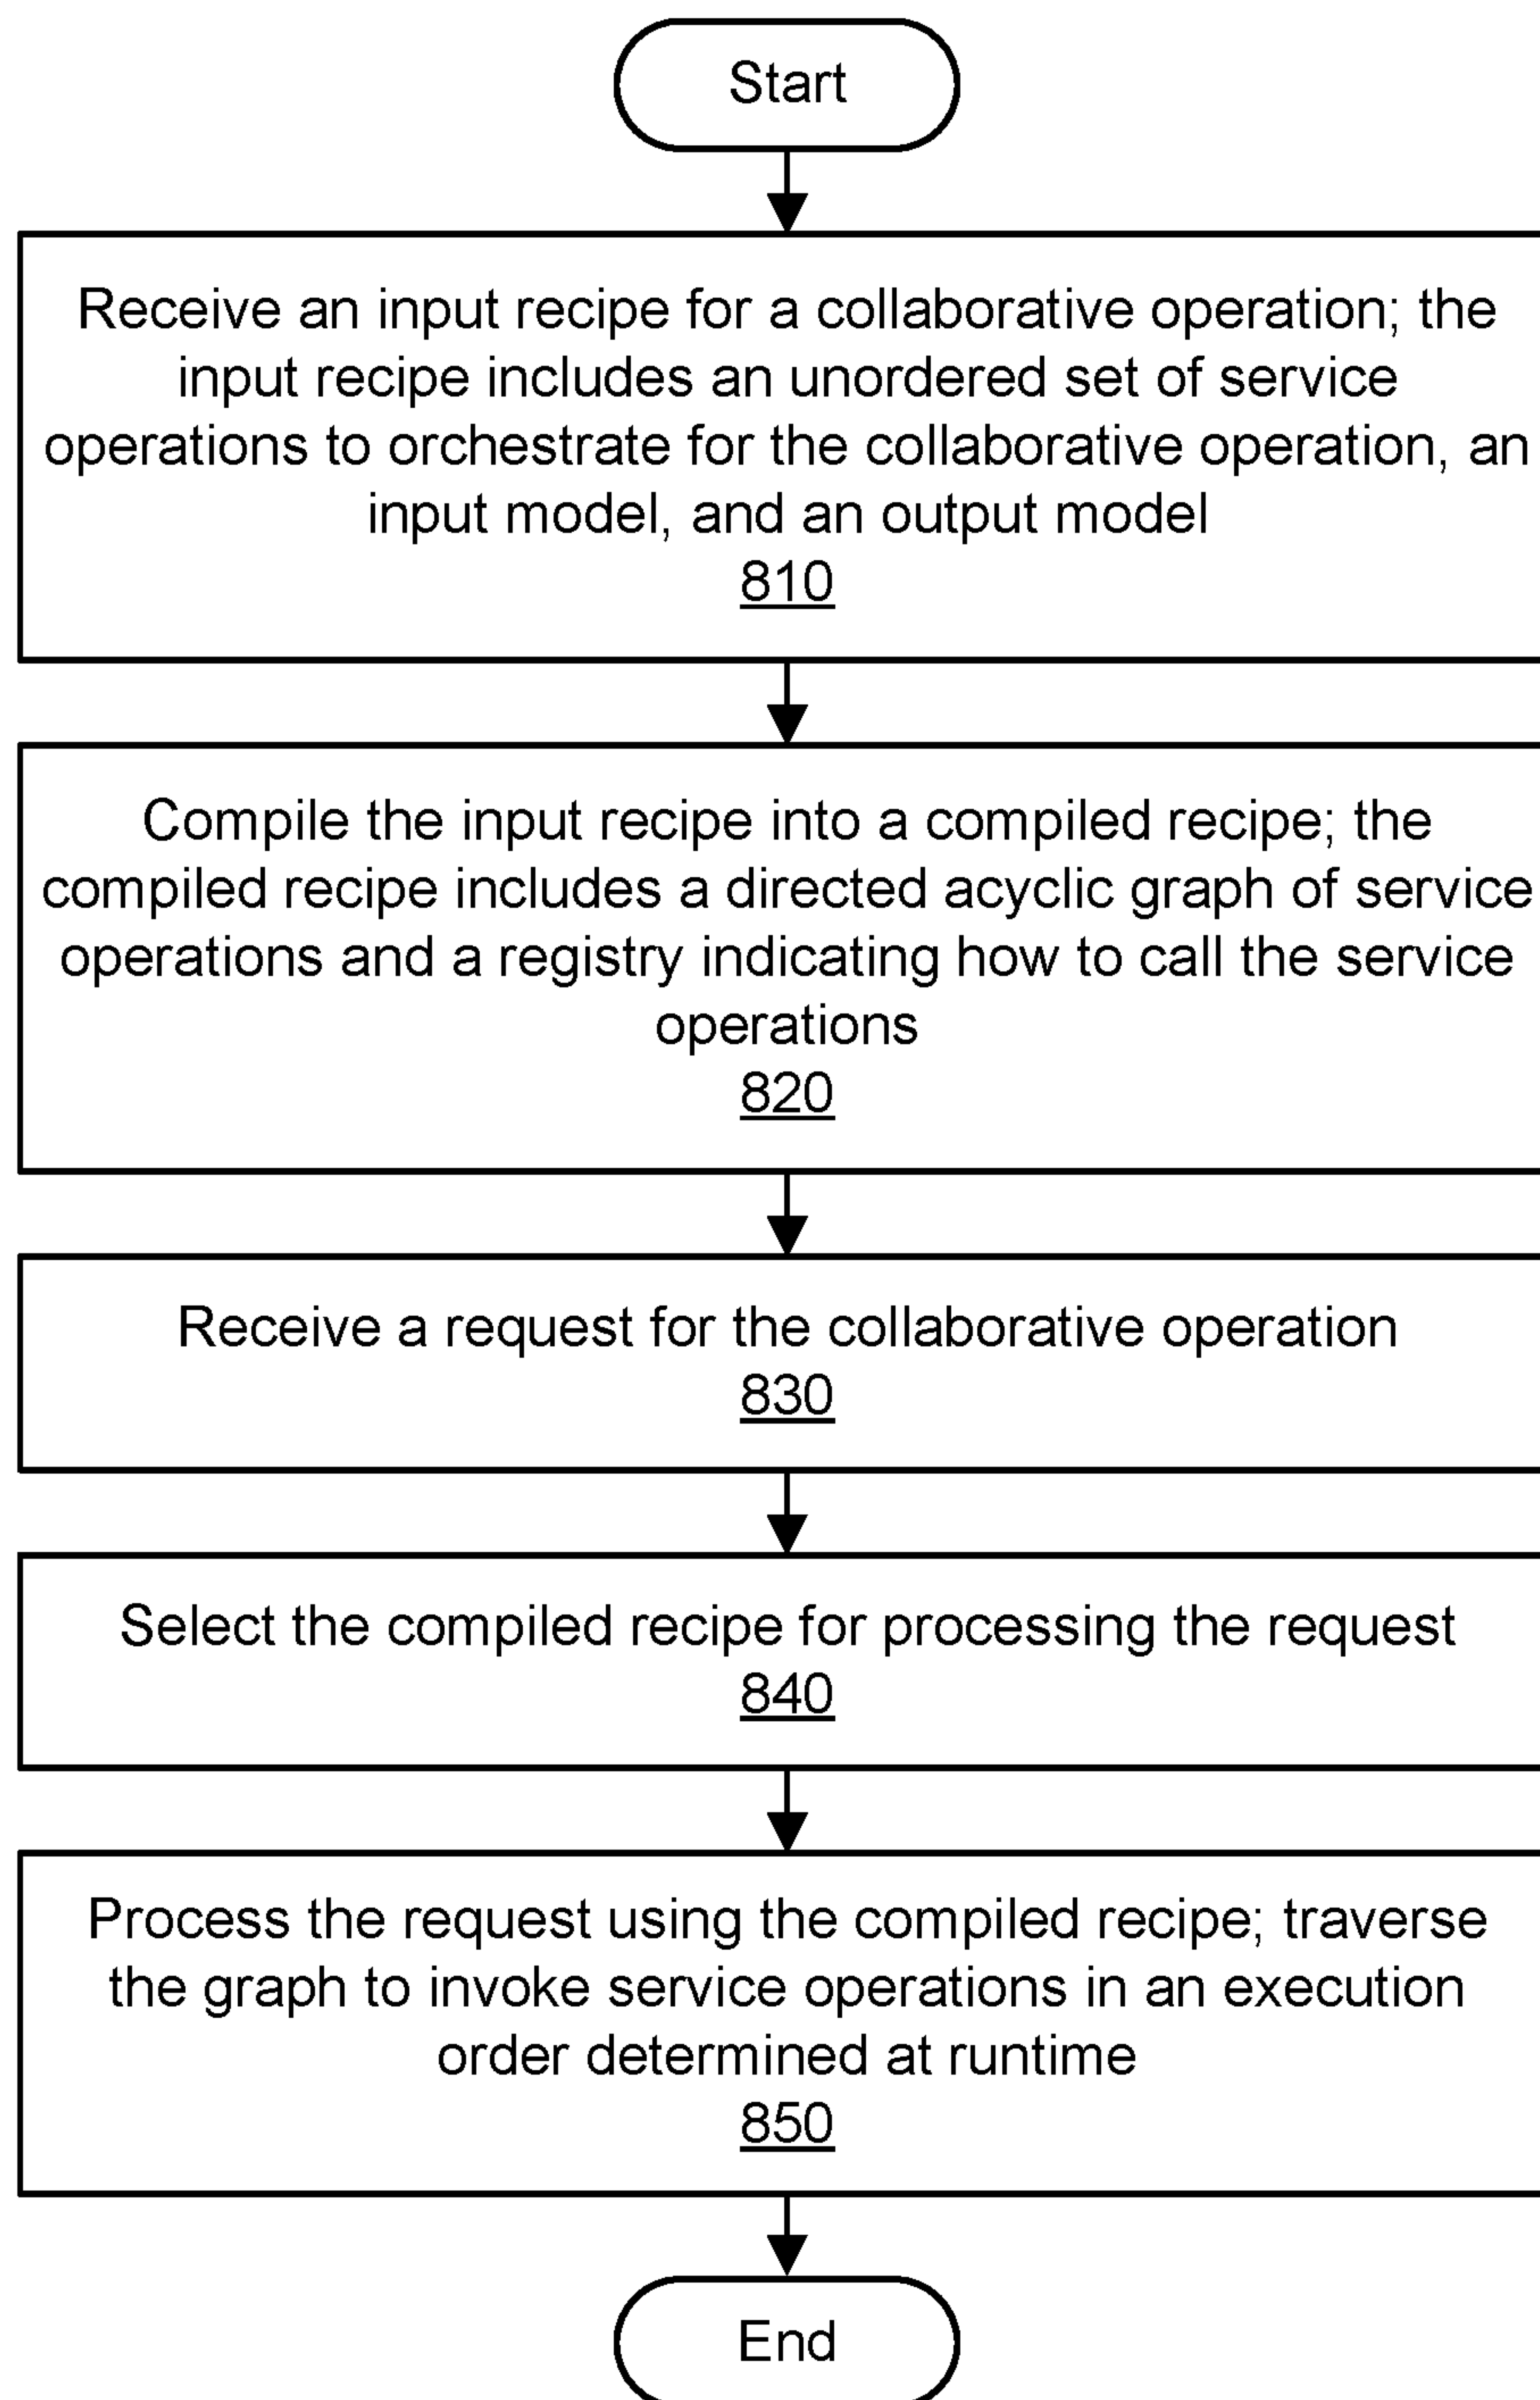 Start
Receive an input recipe for a collaborative operation; the
input recipe includes an unordered set of service
operations to orchestrate for the collaborative operation, an
input model, and an output model
810
Compile the input recipe into a compiled recipe; the
compiled recipe includes a directed acyclic graph of service
operations and a registry indicating how to call the service
operations
820
Receive a request for the collaborative operation
830
Select the compiled recipe for processing the request
840
Process the request using the compiled recipe; traverse
the graph to invoke service operations in an execution
order determined at runtime
850
End